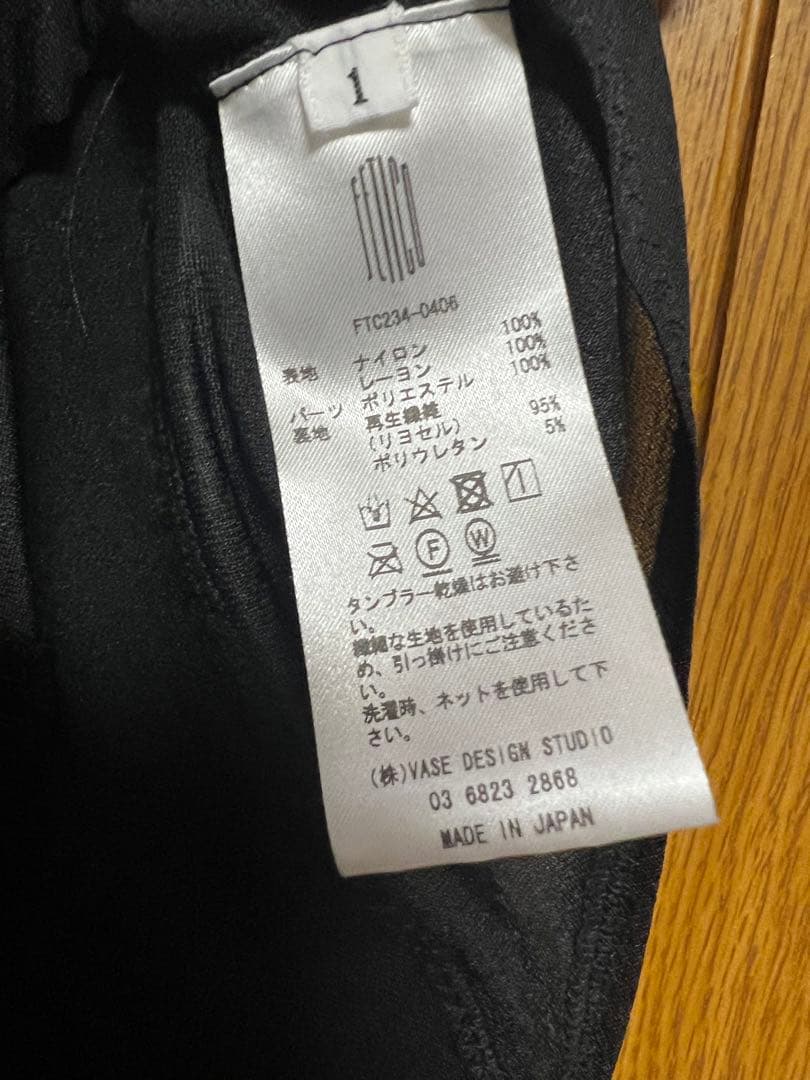 1
FETICO
FTC234-0406
表地 ナイロン 100%
レーヨン 100%
パーツ ポリエステル 100%
裏地 再生繊維
(リヨセル) 95%
ポリウレタン 5%
F W
タンブラー乾燥はお避け下さ
い。
繊細な生地を使用しているた
め、引っ掛けにご注意くださ
い。
洗濯時、ネットを使用して下
さい。
(株)VASE DESIGN STUDIO
03 6823 2868
MADE IN JAPAN